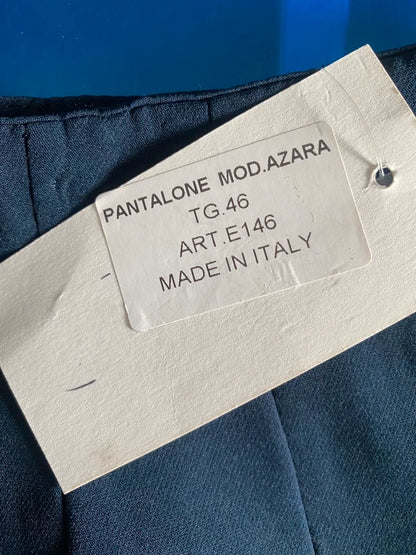 PANTALONE MOD.AZARA
TG.46
ART.E146
MADE IN ITALY